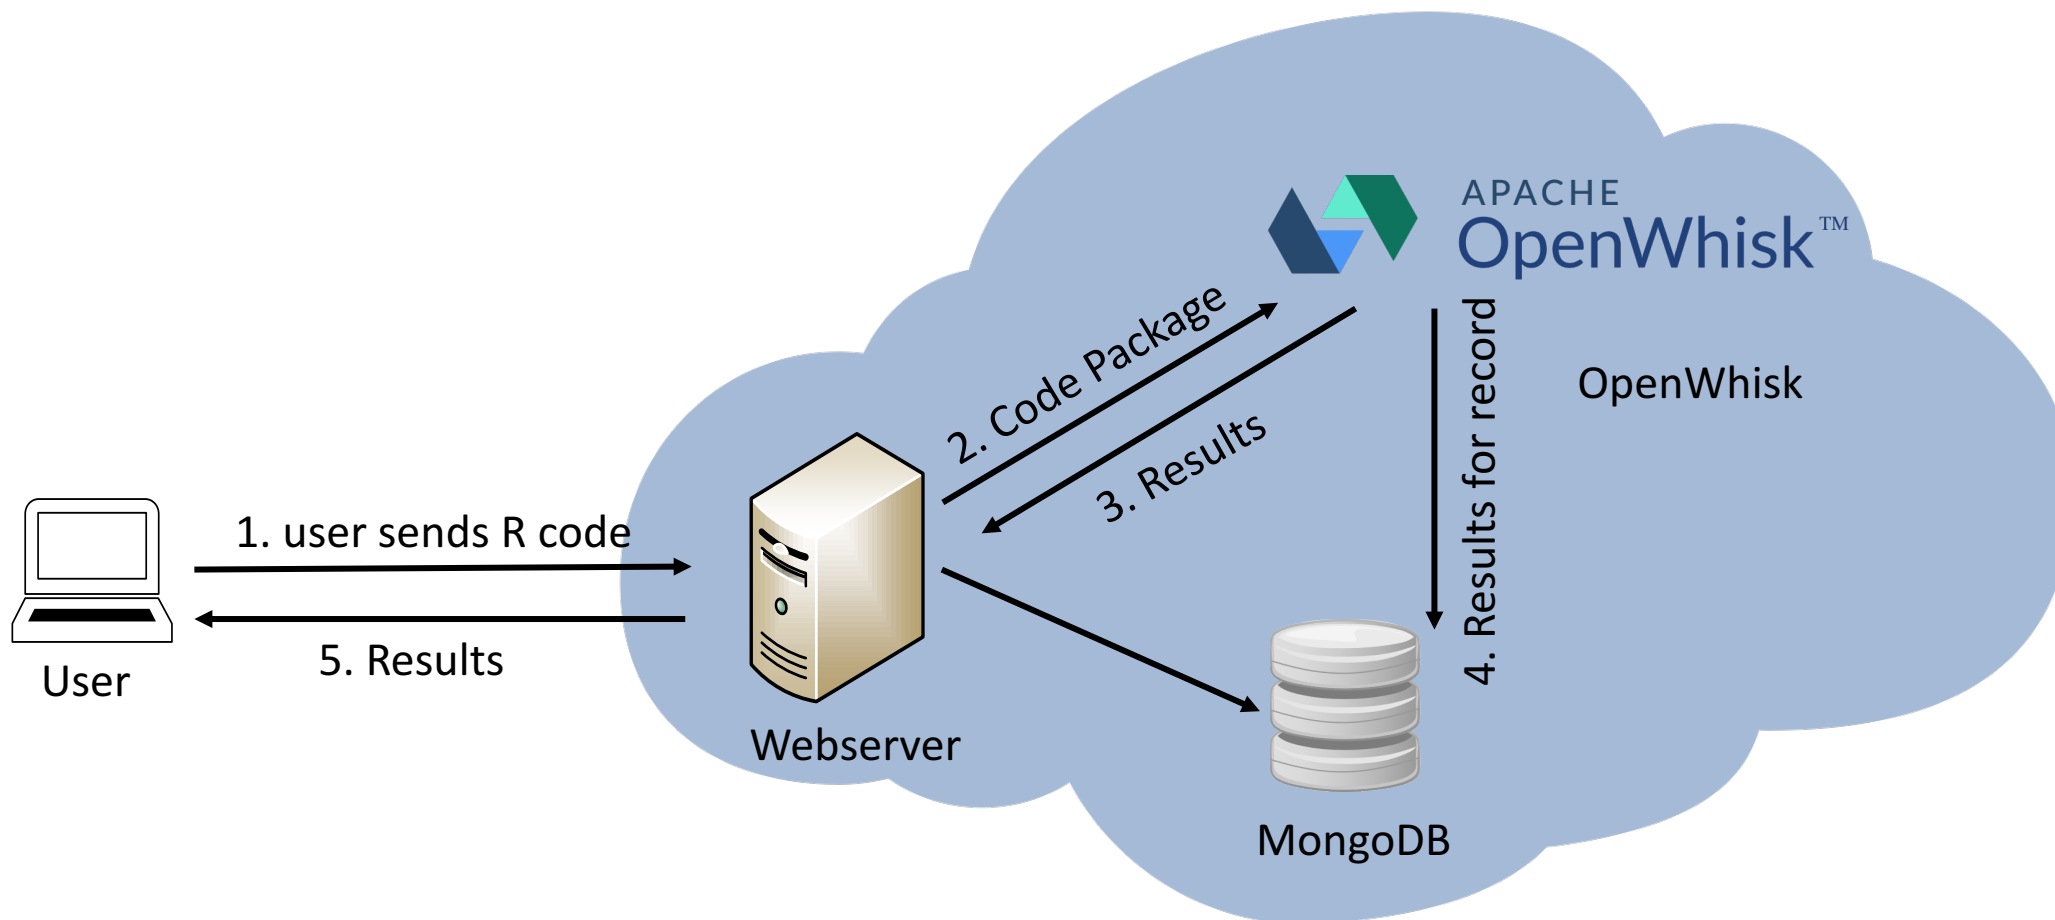 APACHE
OpenWhisk™
2. Code Package
3. Results
4. Results for record
OpenWhisk
1. user sends R code
5. Results
User
Webserver
MongoDB